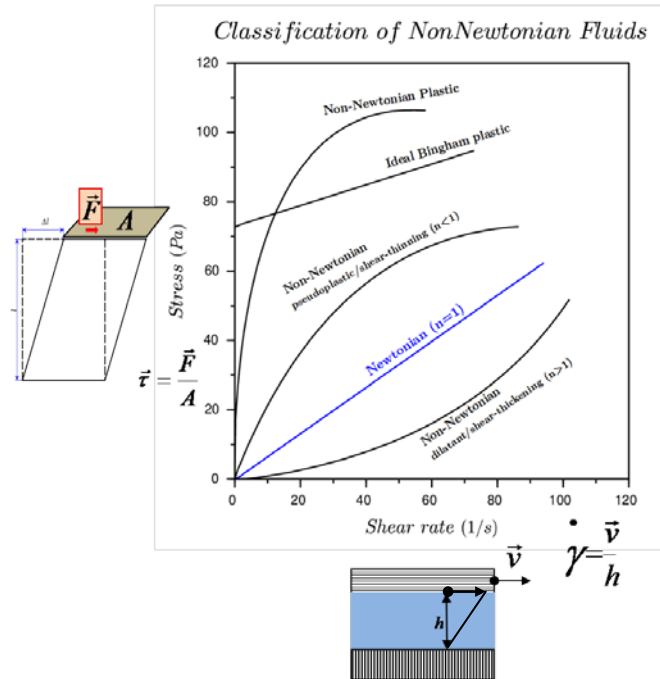 Classification of NonNewtonian Fluids
120
100
80
60
40
20
0
Stress (Pa)
Non-Newtonian Plastic
Ideal Bingham plastic
Non-Newtonian
pseudoplastic/shear-thinning (n<1)
Newtonian (n=1)
Non-Newtonian
dilatant/shear-thickening (n>1)
0 20 40 60 80 100 120
Shear rate (1/s)
Δl
F⃗
A
l
τ⃗ = F⃗/A
γ̇ = v⃗/h
v⃗
h